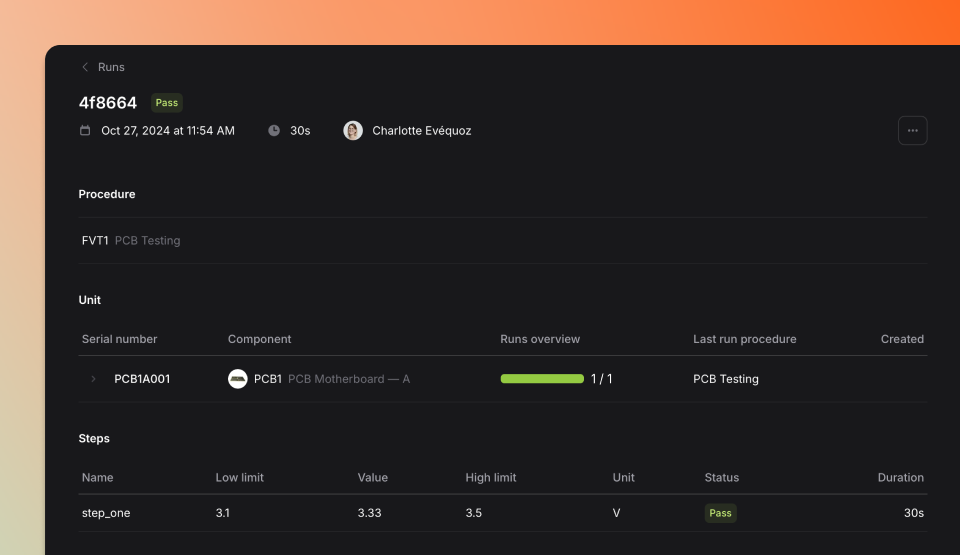 Runs
4f8664 Pass
Oct 27, 2024 at 11:54 AM 30s Charlotte Evéquoz
Procedure
FVT1 PCB Testing
Unit
Serial number Component Runs overview Last run procedure Created
PCB1A001 PCB1 PCB Motherboard — A 1 / 1 PCB Testing
Steps
Name Low limit Value High limit Unit Status Duration
step_one 3.1 3.33 3.5 V Pass 30s